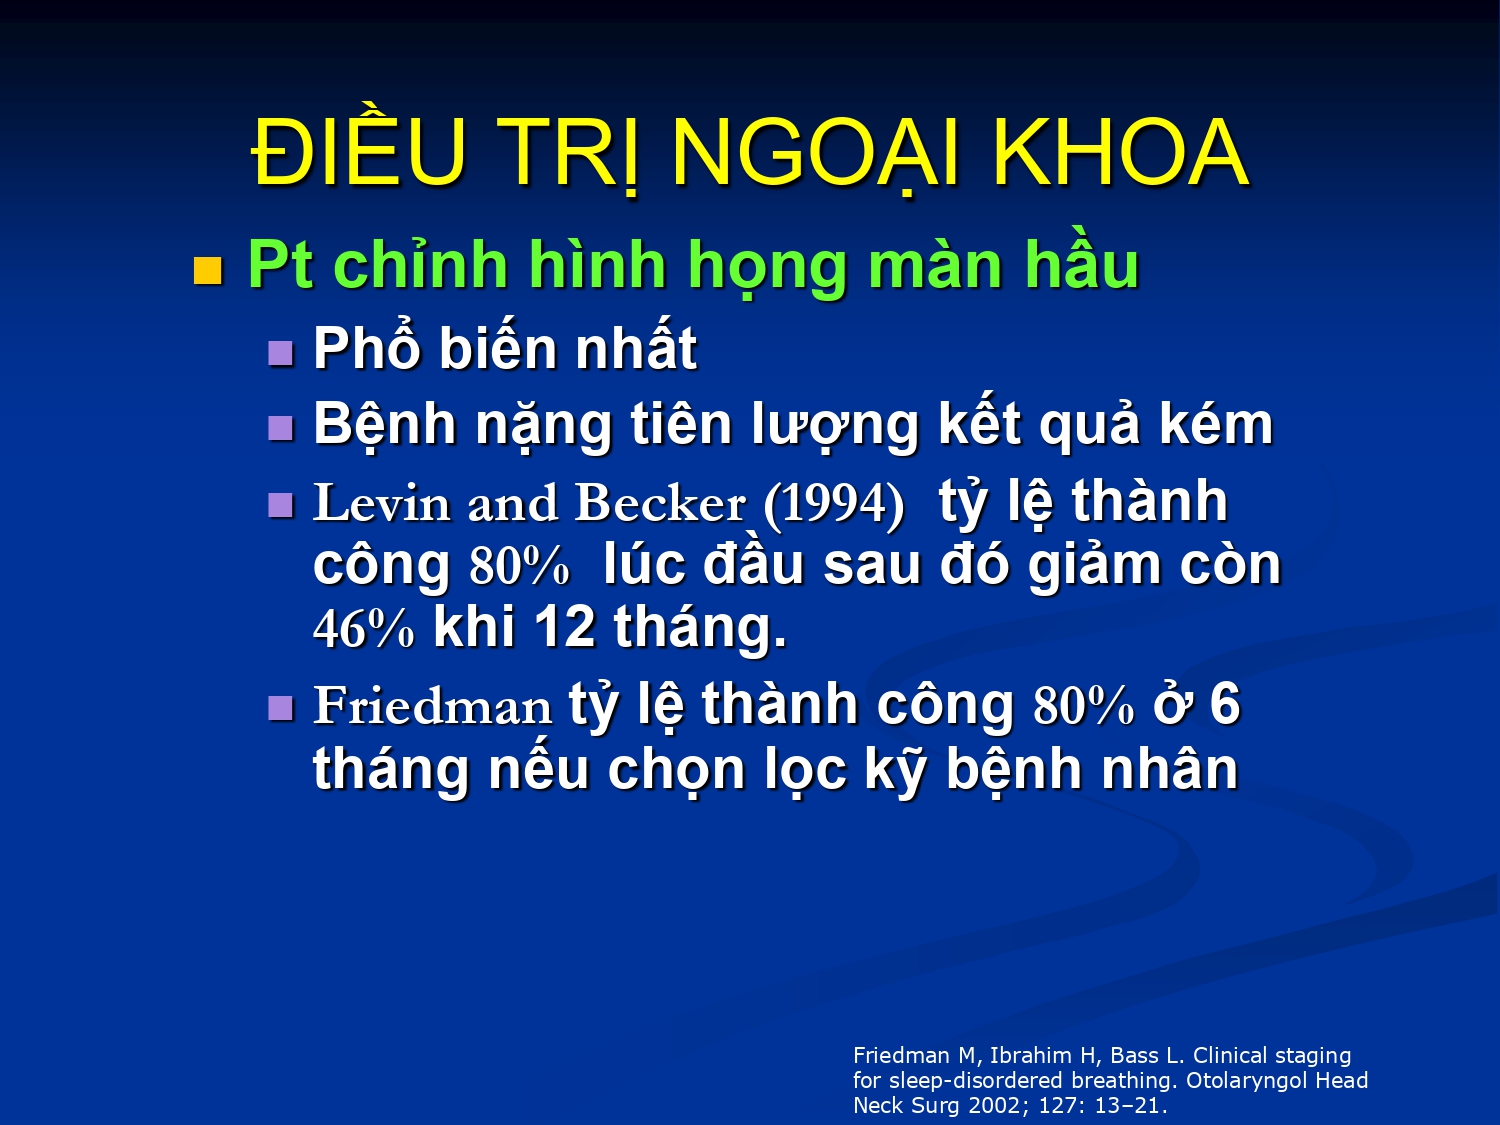 ĐIỀU TRỊ NGOẠI KHOA
Pt chỉnh hình họng màn hầu
Phổ biến nhất
Bệnh nặng tiên lượng kết quả kém
Levin and Becker (1994) tỷ lệ thành
công 80% lúc đầu sau đó giảm còn
46% khi 12 tháng.
Friedman tỷ lệ thành công 80% ở 6
tháng nếu chọn lọc kỹ bệnh nhân
Friedman M, Ibrahim H, Bass L. Clinical staging
for sleep-disordered breathing. Otolaryngol Head
Neck Surg 2002; 127: 13–21.